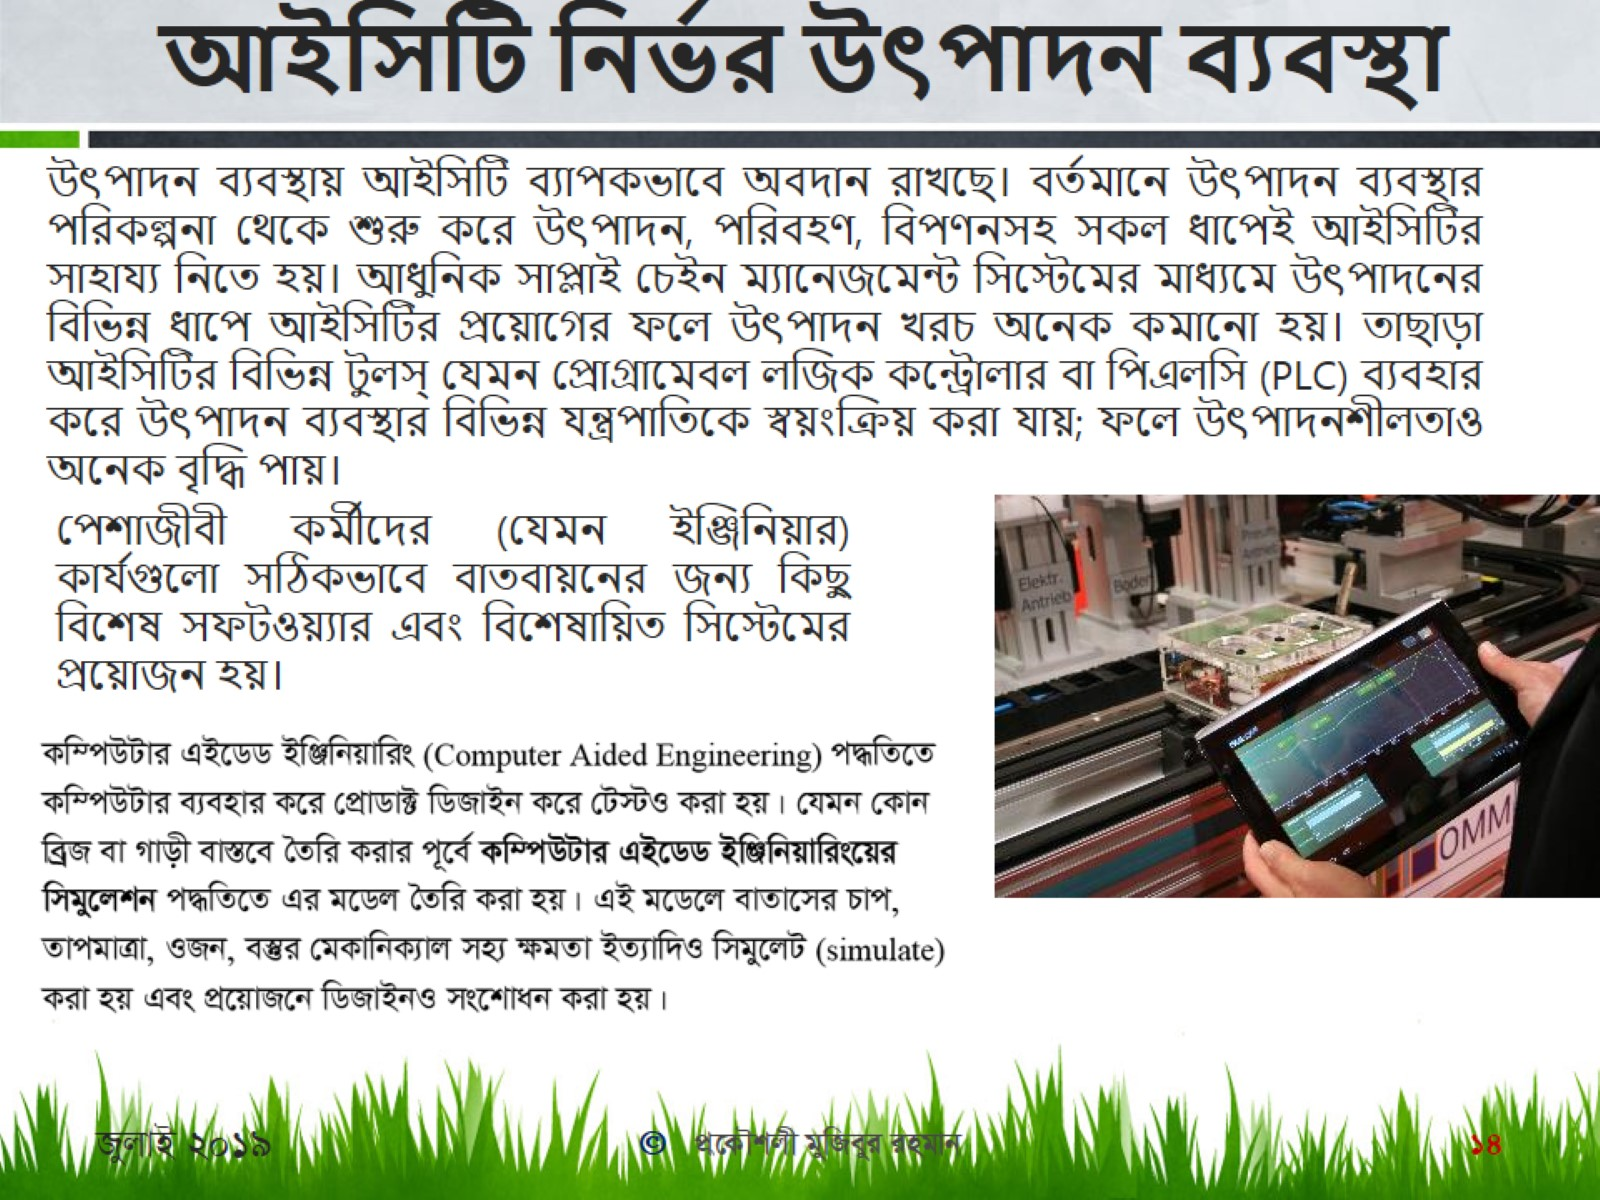 আইসিটি নির্ভর উৎপাদন ব্যবস্থা
উৎপাদন ব্যবস্থায় আইসিটি ব্যাপকভাবে অবদান রাখছে। বর্তমানে উৎপাদন ব্যবস্থার
পরিকল্পনা থেকে শুরু করে উৎপাদন, পরিবহণ, বিপণনসহ সকল ধাপেই আইসিটির
সাহায্য নিতে হয়। আধুনিক সাপ্লাই চেইন ম্যানেজমেন্ট সিস্টেমের মাধ্যমে উৎপাদনের
বিভিন্ন ধাপে আইসিটির প্রয়োগের ফলে উৎপাদন খরচ অনেক কমানো হয়। তাছাড়া
আইসিটির বিভিন্ন টুলস্ যেমন প্রোগ্রামেবল লজিক কন্ট্রোলার বা পিএলসি (PLC) ব্যবহার
করে উৎপাদন ব্যবস্থার বিভিন্ন যন্ত্রপাতিকে স্বয়ংক্রিয় করা যায়; ফলে উৎপাদনশীলতাও
অনেক বৃদ্ধি পায়।
পেশাজীবী কর্মীদের (যেমন ইঞ্জিনিয়ার)
কার্যগুলো সঠিকভাবে বাতবায়নের জন্য কিছু
বিশেষ সফটওয়্যার এবং বিশেষায়িত সিস্টেমের
প্রয়োজন হয়।
Elektr.
Antrieb
Boden
Pneum.
Antrieb
OMM
কম্পিউটার এইডেড ইঞ্জিনিয়ারিং (Computer Aided Engineering) পদ্ধতিতে
কম্পিউটার ব্যবহার করে প্রোডাক্ট ডিজাইন করে টেস্টও করা হয়। যেমন কোন
ব্রিজ বা গাড়ী বাস্তবে তৈরি করার পূর্বে কম্পিউটার এইডেড ইঞ্জিনিয়ারিংয়ের
সিমুলেশন পদ্ধতিতে এর মডেল তৈরি করা হয়। এই মডেলে বাতাসের চাপ,
তাপমাত্রা, ওজন, বস্তুর মেকানিক্যাল সহ্য ক্ষমতা ইত্যাদিও সিমুলেট (simulate)
করা হয় এবং প্রয়োজনে ডিজাইনও সংশোধন করা হয়।
জুলাই ২০১৯
© প্রকৌশলী মুজিবুর রহমান
১৪